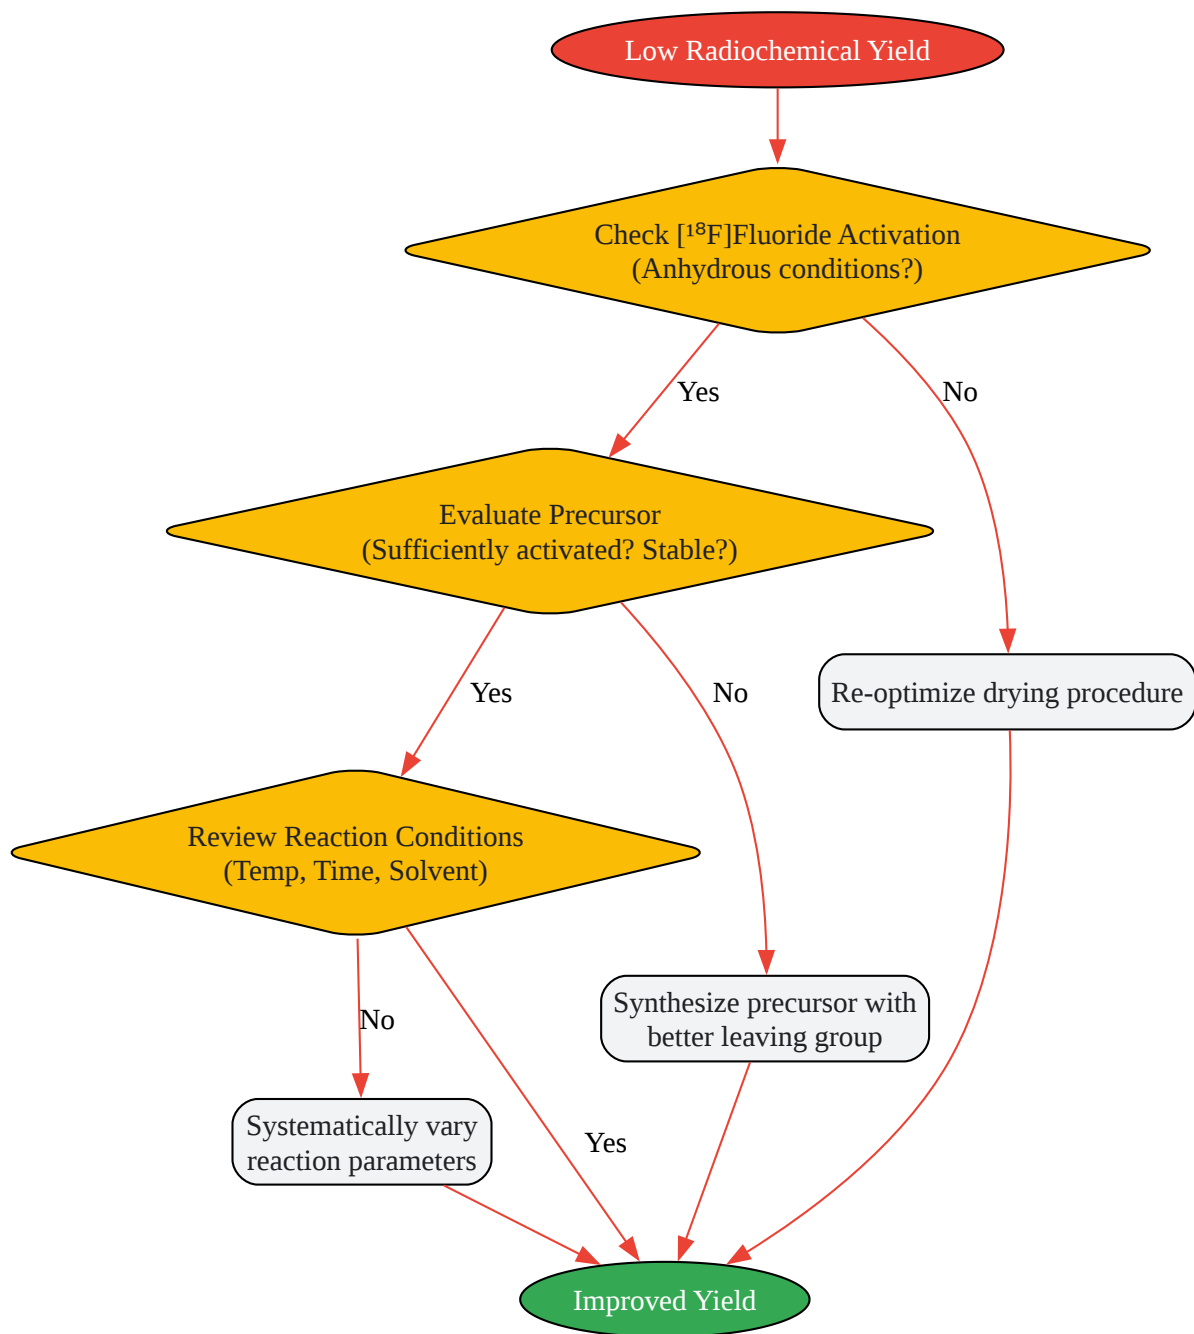 Low Radiochemical Yield
Check [¹⁸F]Fluoride Activation
(Anhydrous conditions?)
Yes
No
Evaluate Precursor
(Sufficiently activated? Stable?)
Yes
No
Re-optimize drying procedure
Review Reaction Conditions
(Temp, Time, Solvent)
No
Synthesize precursor with
better leaving group
Systematically vary
reaction parameters
Yes
Improved Yield